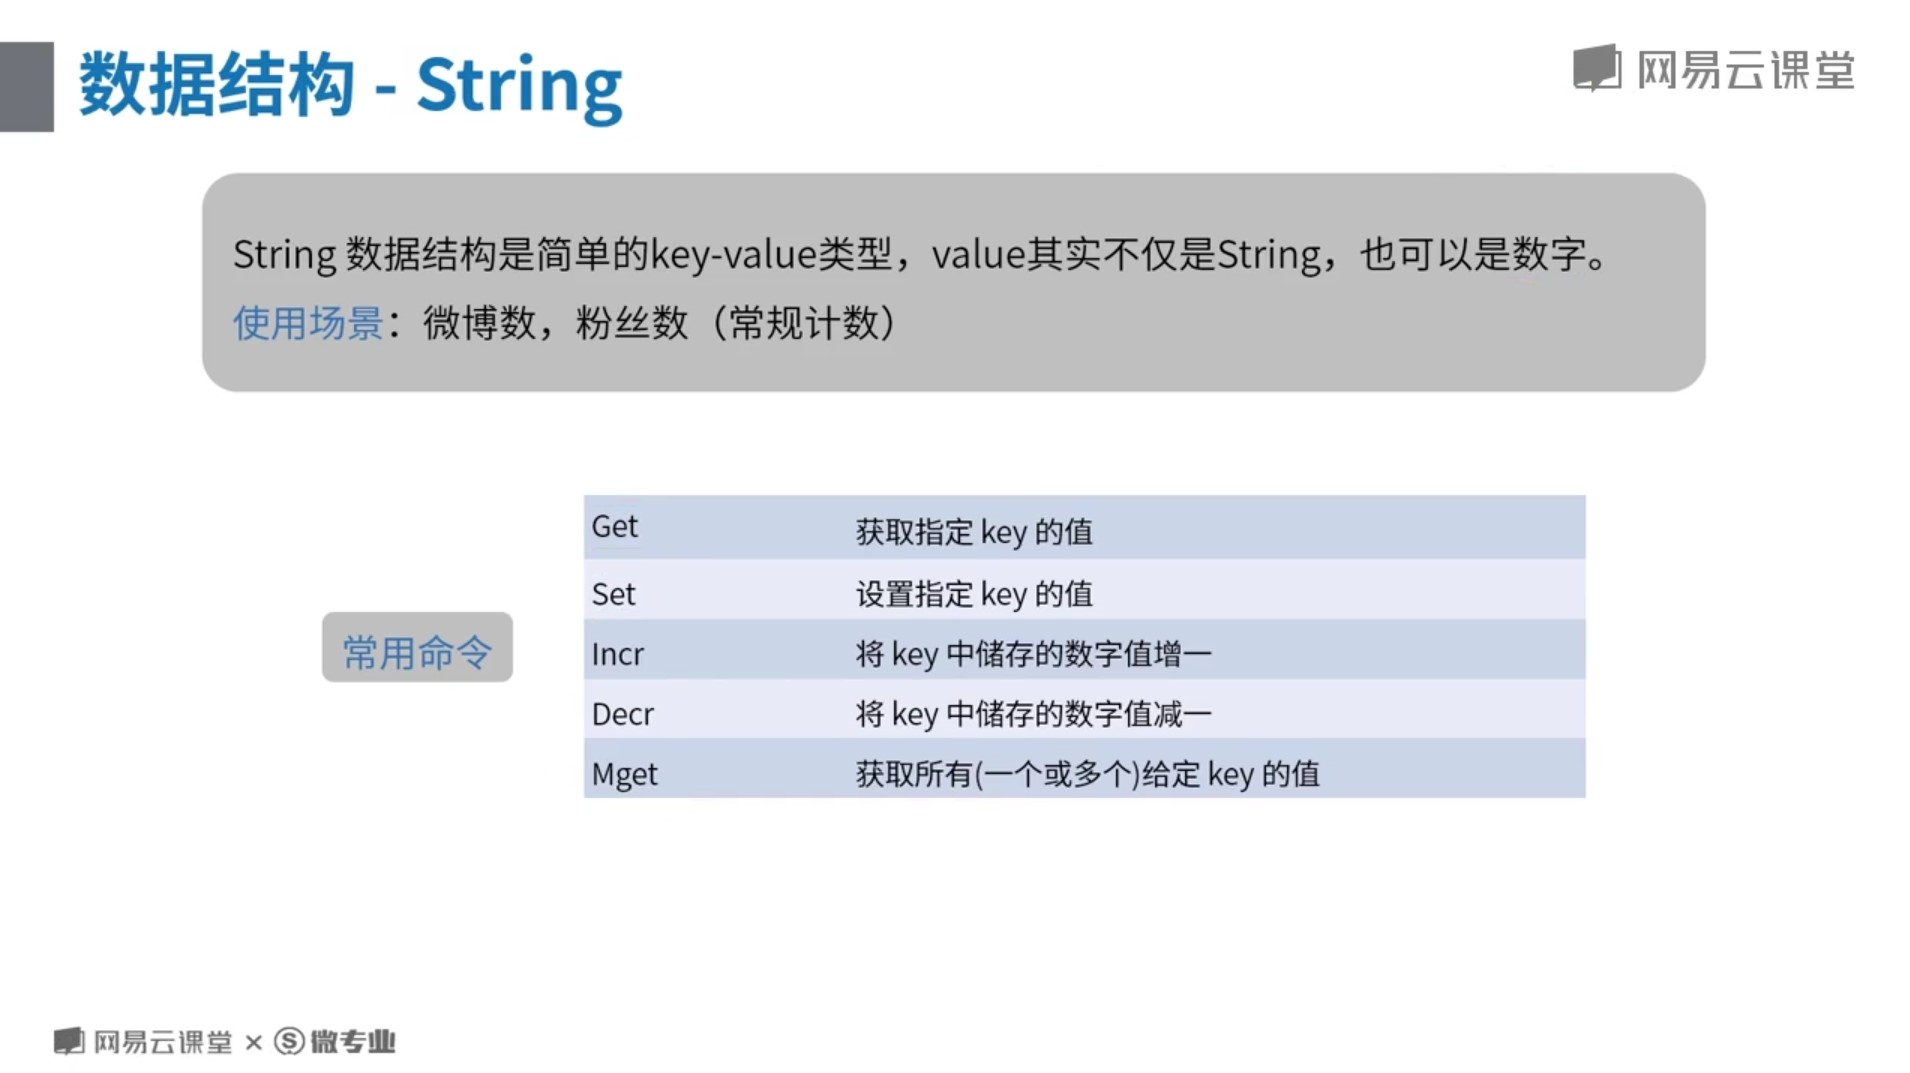 数据结构 - String
网易云课堂
String 数据结构是简单的key-value类型，value其实不仅是String，也可以是数字。
使用场景：微博数，粉丝数（常规计数）
常用命令
Get 获取指定 key 的值
Set 设置指定 key 的值
Incr 将 key 中储存的数字值增一
Decr 将 key 中储存的数字值减一
Mget 获取所有(一个或多个)给定 key 的值
网易云课堂 × Ⓢ 微专业